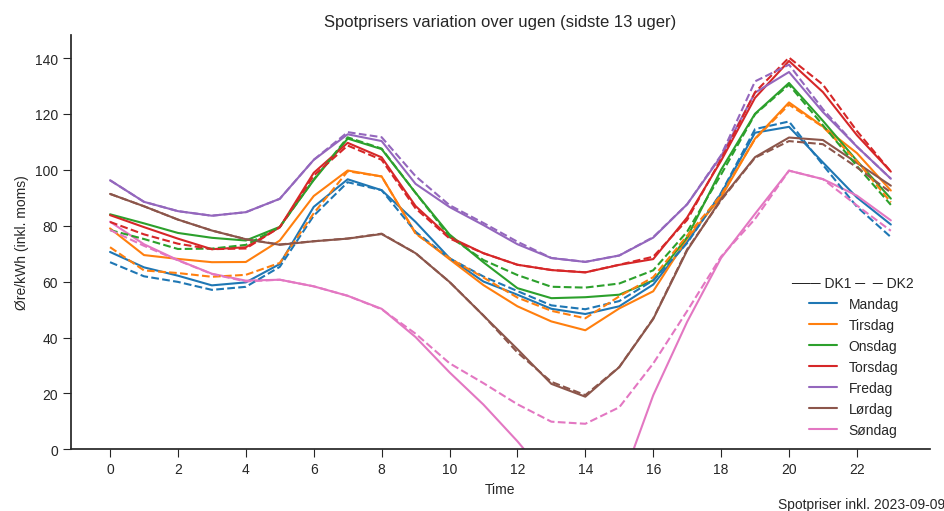 Spotprisers variation over ugen (sidste 13 uger)
Øre/kWh (inkl. moms)
140
120
100
80
60
40
20
0
DK1 DK2
Mandag
Tirsdag
Onsdag
Torsdag
Fredag
Lørdag
Søndag
0 2 4 6 8 10 12 14 16 18 20 22
Time
Spotpriser inkl. 2023-09-09